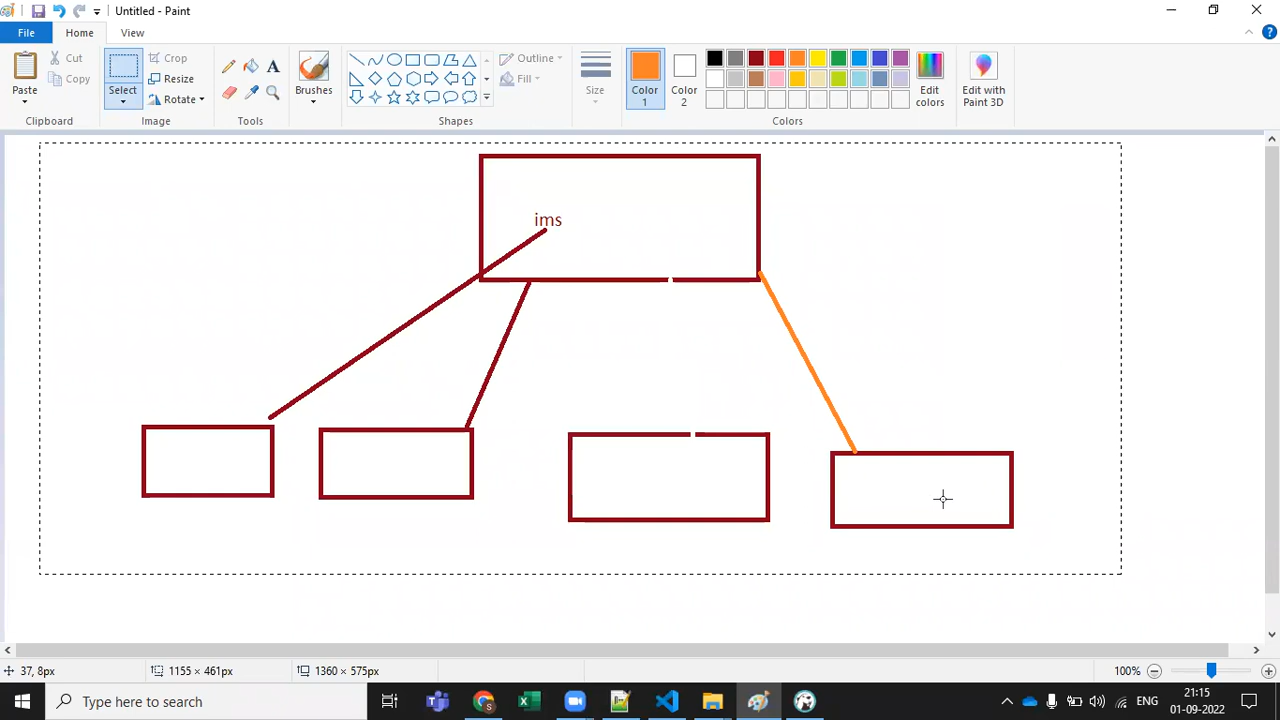 Untitled - Paint
File
Home
View
Paste
Cut
Copy
Clipboard
Select
Crop
Resize
Rotate
Image
A
Tools
Brushes
Outline
Fill
Shapes
Size
Color
1
Color
2
Edit
colors
Colors
Edit with
Paint 3D
ims
37, 8px
1155 × 461px
1360 × 575px
100%
Type here to search
ENG
21:15
01-09-2022